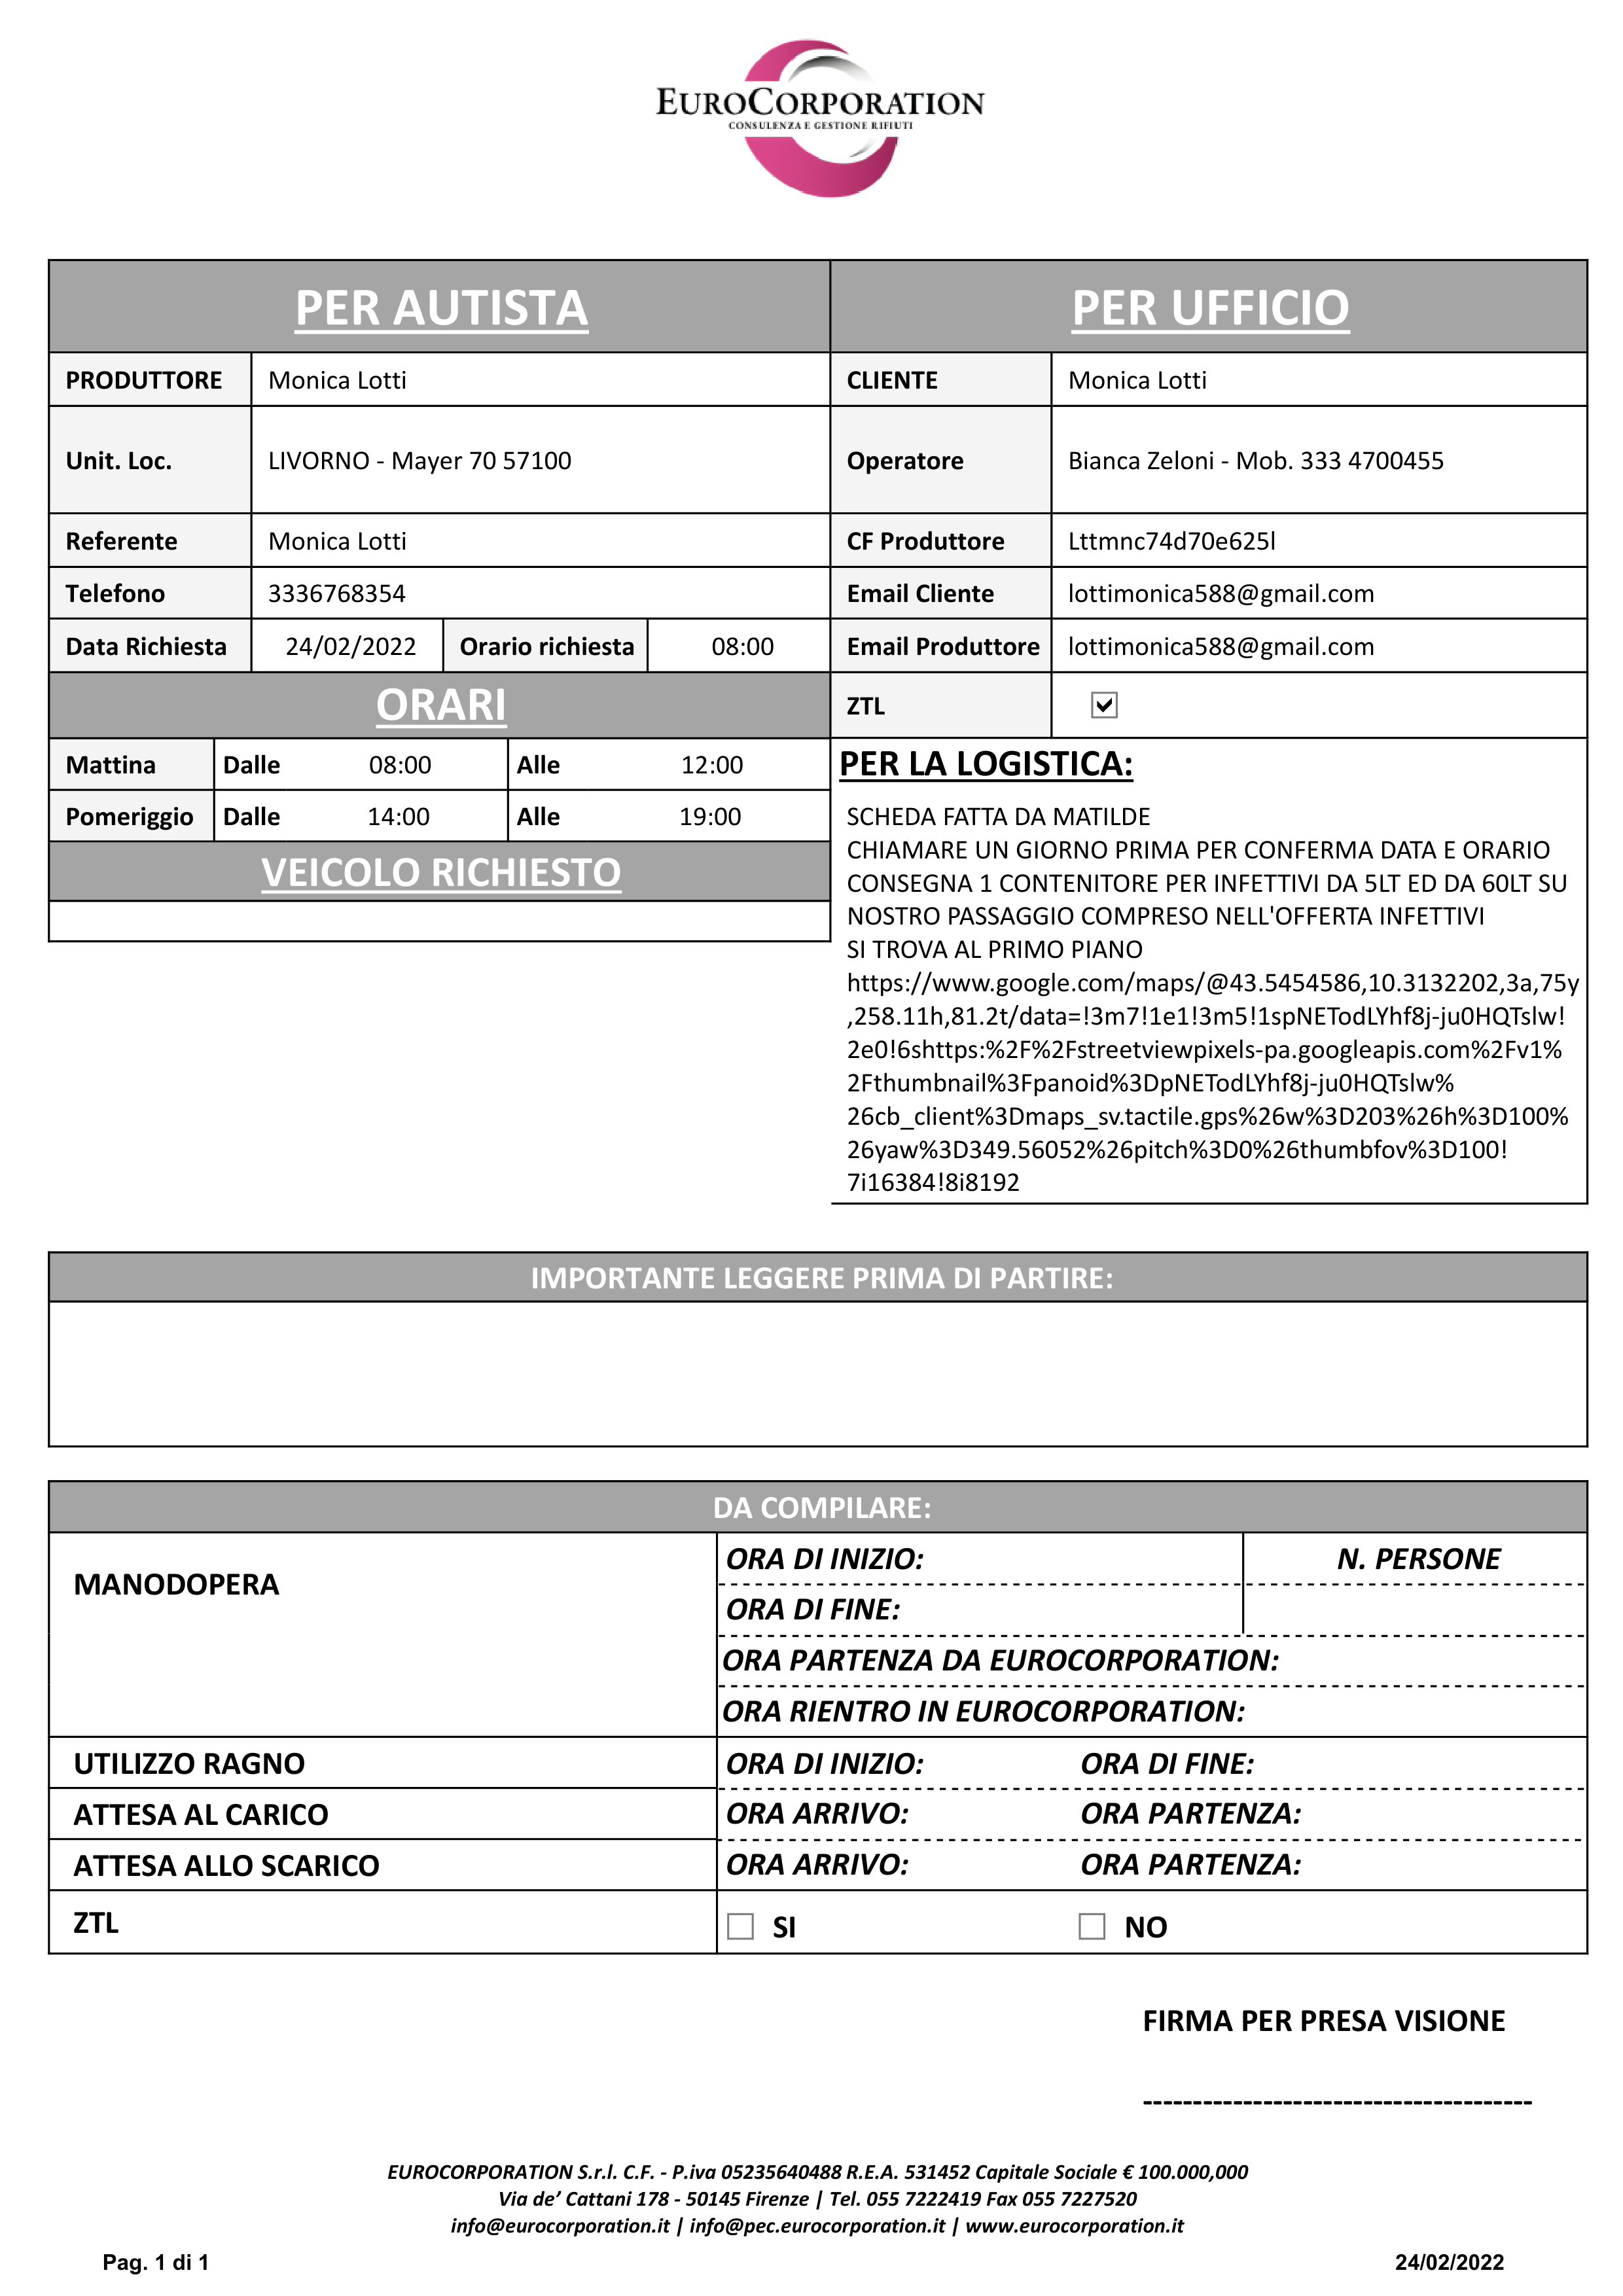 EUROCORPORATION
CONSULENZA E GESTIONE RIFIUTI
PER AUTISTA
PRODUTTORE Monica Lotti
Unit. Loc. LIVORNO - Mayer 70 57100
Referente Monica Lotti
Telefono 3336768354
Data Richiesta 24/02/2022 Orario richiesta 08:00
ORARI
Mattina Dalle 08:00 Alle 12:00
Pomeriggio Dalle 14:00 Alle 19:00
VEICOLO RICHIESTO
PER UFFICIO
CLIENTE Monica Lotti
Operatore Bianca Zeloni - Mob. 333 4700455
CF Produttore Lttmnc74d70e625l
Email Cliente lottimonica588@gmail.com
Email Produttore lottimonica588@gmail.com
ZTL
PER LA LOGISTICA:
SCHEDA FATTA DA MATILDE
CHIAMARE UN GIORNO PRIMA PER CONFERMA DATA E ORARIO
CONSEGNA 1 CONTENITORE PER INFETTIVI DA 5LT ED DA 60LT SU
NOSTRO PASSAGGIO COMPRESO NELL'OFFERTA INFETTIVI
SI TROVA AL PRIMO PIANO
https://www.google.com/maps/@43.5454586,10.3132202,3a,75y
,258.11h,81.2t/data=!3m7!1e1!3m5!1spNETodLYhf8j-ju0HQTslw!
2e0!6shttps:%2F%2Fstreetviewpixels-pa.googleapis.com%2Fv1%
2Fthumbnail%3Fpanoid%3DpNETodLYhf8j-ju0HQTslw%
26cb_client%3Dmaps_sv.tactile.gps%26w%3D203%26h%3D100%
26yaw%3D349.56052%26pitch%3D0%26thumbfov%3D100!
7i16384!8i8192
IMPORTANTE LEGGERE PRIMA DI PARTIRE:
DA COMPILARE:
MANODOPERA
ORA DI INIZIO: N. PERSONE
ORA DI FINE:
ORA PARTENZA DA EUROCORPORATION:
ORA RIENTRO IN EUROCORPORATION:
UTILIZZO RAGNO ORA DI INIZIO: ORA DI FINE:
ATTESA AL CARICO ORA ARRIVO: ORA PARTENZA:
ATTESA ALLO SCARICO ORA ARRIVO: ORA PARTENZA:
ZTL SI NO
FIRMA PER PRESA VISIONE
---------------------------------------
EUROCORPORATION S.r.l. C.F. - P.iva 05235640488 R.E.A. 531452 Capitale Sociale € 100.000,000
Via de’ Cattani 178 - 50145 Firenze | Tel. 055 7222419 Fax 055 7227520
info@eurocorporation.it | info@pec.eurocorporation.it | www.eurocorporation.it
Pag. 1 di 1 24/02/2022